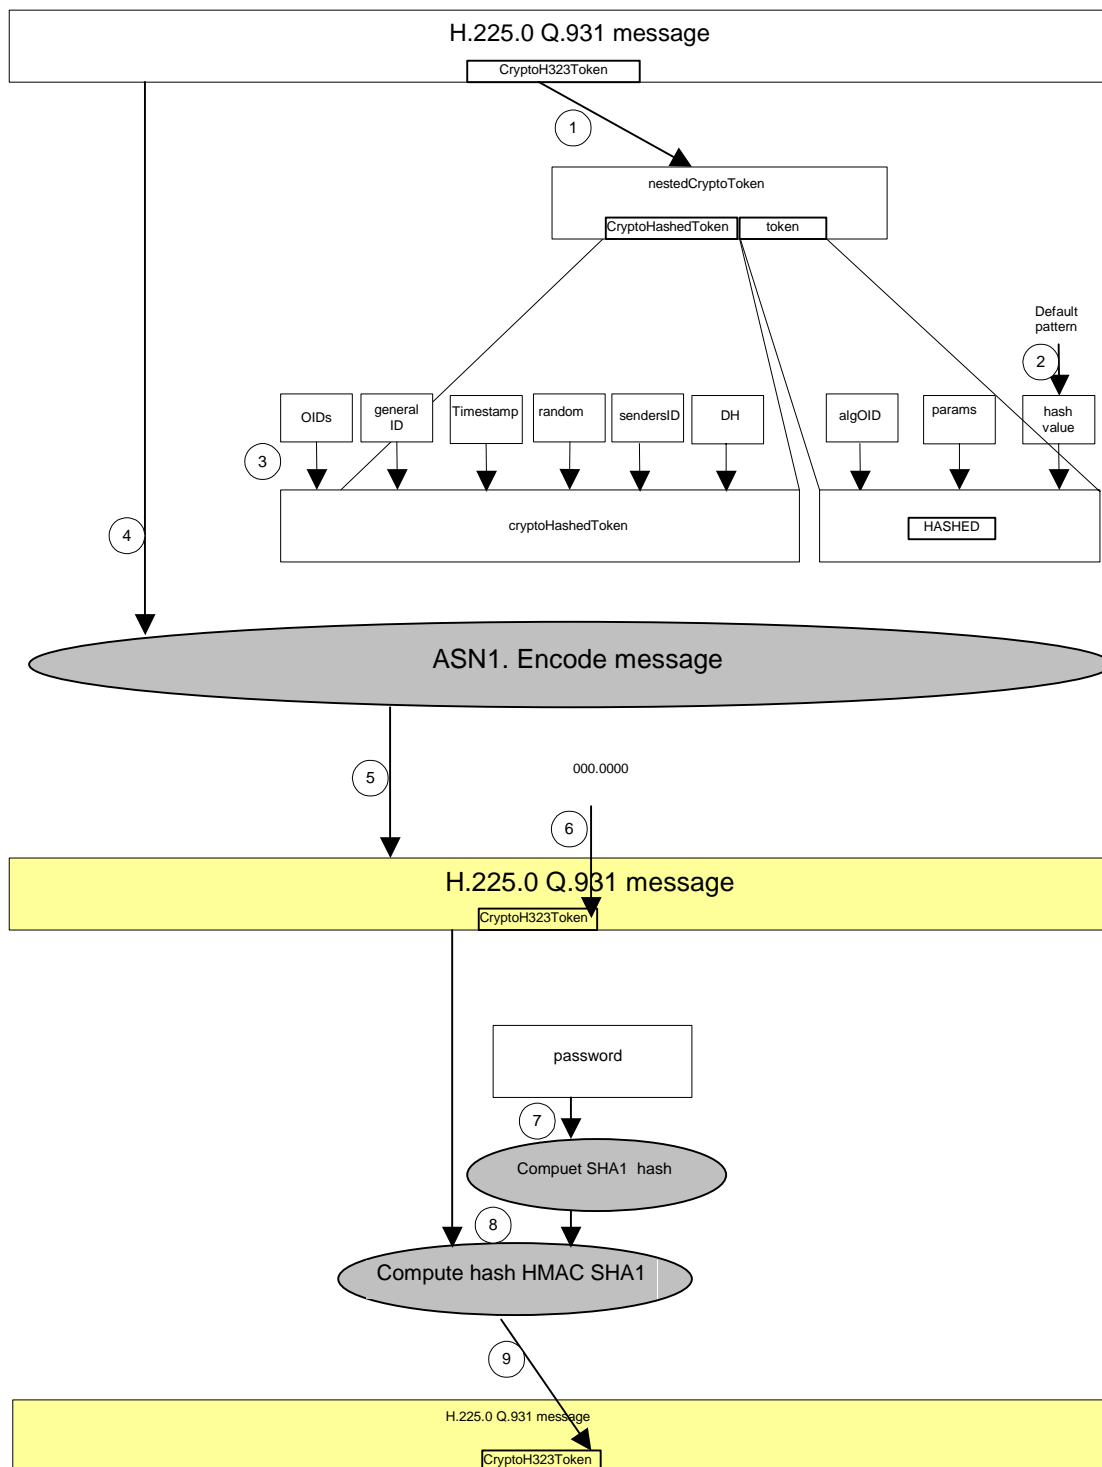 H.225.0 Q.931 message
CryptoH323Token
1
nestedCryptoToken
CryptoHashedToken
token
Default
pattern
2
OIDs
general
ID
Timestamp
random
sendersID
DH
algOID
params
hash
value
3
cryptoHashedToken
HASHED
4
ASN1. Encode message
5
000.0000
6
H.225.0 Q.931 message
CryptoH323Token
password
7
Compuet SHA1 hash
8
Compute hash HMAC SHA1
9
H.225.0 Q.931 message
CryptoH323Token